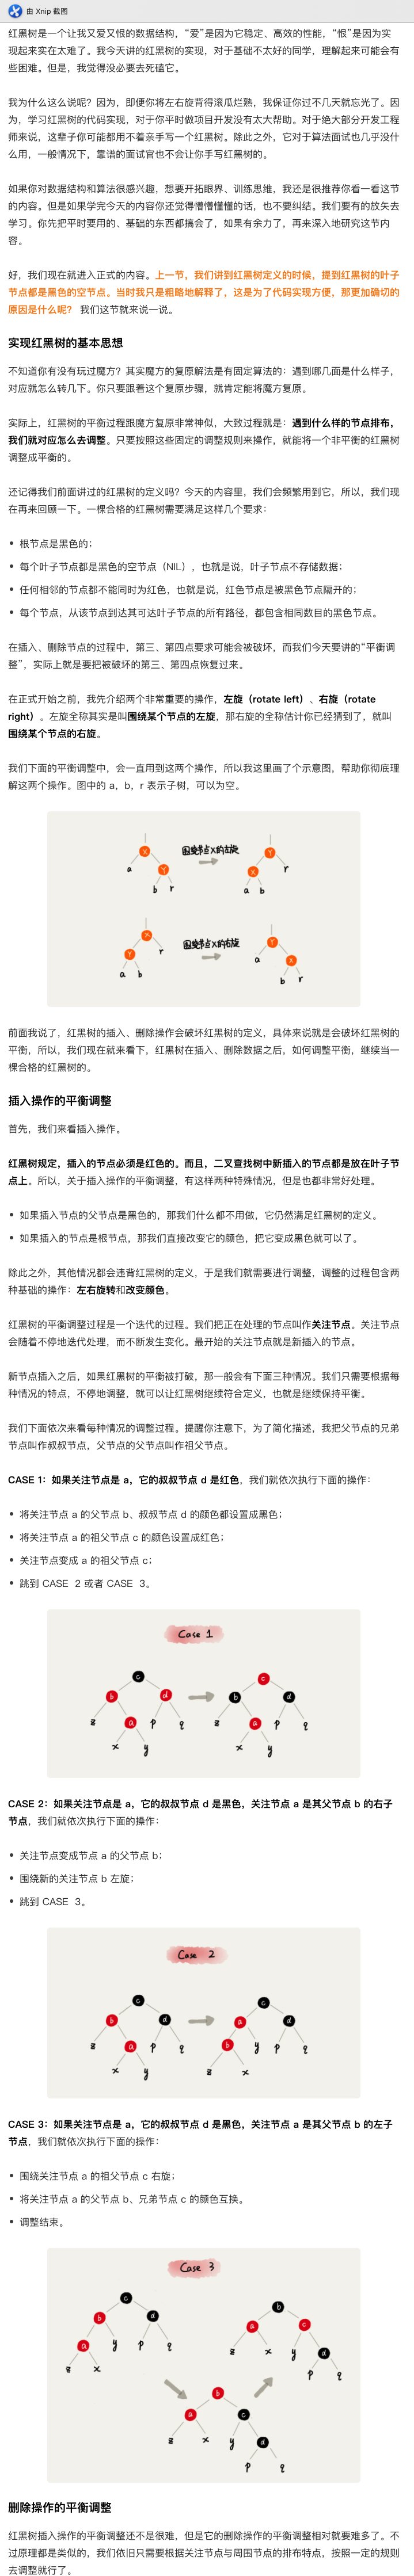 由 Xnip 截图
红黑树是一个让我又爱又恨的数据结构，“爱”是因为它稳定、高效的性能，“恨”是因为实
现起来实在太难了。我今天讲的红黑树的实现，对于基础不太好的同学，理解起来可能会有
些困难。但是，我觉得没必要去死磕它。
我为什么这么说呢？因为，即便你将左右旋背得滚瓜烂熟，我保证你过不几天就忘光了。因
为，学习红黑树的代码实现，对于你平时做项目开发没有太大帮助。对于绝大部分开发工程
师来说，这辈子你可能都用不着亲手写一个红黑树。除此之外，它对于算法面试也几乎没什
么用，一般情况下，靠谱的面试官也不会让你手写红黑树的。
如果你对数据结构和算法很感兴趣，想要开拓眼界、训练思维，我还是很推荐你看一看这节
的内容。但是如果学完今天的内容你还觉得懵懵懂懂的话，也不要纠结。我们要有的放矢去
学习。你先把平时要用的、基础的东西都搞会了，如果有余力了，再来深入地研究这节内
容。
好，我们现在就进入正式的内容。上一节，我们讲到红黑树定义的时候，提到红黑树的叶子
节点都是黑色的空节点。当时我只是粗略地解释了，这是为了代码实现方便，那更加确切的
原因是什么呢？ 我们这节就来说一说。
实现红黑树的基本思想
不知道你有没有玩过魔方？其实魔方的复原解法是有固定算法的：遇到哪几面是什么样子，
对应就怎么转几下。你只要跟着这个复原步骤，就肯定能将魔方复原。
实际上，红黑树的平衡过程跟魔方复原非常神似，大致过程就是：遇到什么样的节点排布，
我们就对应怎么去调整。只要按照这些固定的调整规则来操作，就能将一个非平衡的红黑树
调整成平衡的。
还记得我们前面讲过的红黑树的定义吗？今天的内容里，我们会频繁用到它，所以，我们现
在再来回顾一下。一棵合格的红黑树需要满足这样几个要求：
根节点是黑色的；
每个叶子节点都是黑色的空节点（NIL），也就是说，叶子节点不存储数据；
任何相邻的节点都不能同时为红色，也就是说，红色节点是被黑色节点隔开的；
每个节点，从该节点到达其可达叶子节点的所有路径，都包含相同数目的黑色节点。
在插入、删除节点的过程中，第三、第四点要求可能会被破坏，而我们今天要讲的“平衡调
整”，实际上就是要把被破坏的第三、第四点恢复过来。
在正式开始之前，我先介绍两个非常重要的操作，左旋（rotate left）、右旋（rotate
right）。左旋全称其实是叫围绕某个节点的左旋，那右旋的全称估计你已经猜到了，就叫
围绕某个节点的右旋。
我们下面的平衡调整中，会一直用到这两个操作，所以我这里画了个示意图，帮助你彻底理
解这两个操作。图中的 a，b，r 表示子树，可以为空。
围绕节点X的左旋
X Y
a Y X r
b r a b
围绕节点X的右旋
X Y
Y r a X
a b b r
前面我说了，红黑树的插入、删除操作会破坏红黑树的定义，具体来说就是会破坏红黑树的
平衡，所以，我们现在就来看下，红黑树在插入、删除数据之后，如何调整平衡，继续当一
棵合格的红黑树的。
插入操作的平衡调整
首先，我们来看插入操作。
红黑树规定，插入的节点必须是红色的。而且，二叉查找树中新插入的节点都是放在叶子节
点上。所以，关于插入操作的平衡调整，有这样两种特殊情况，但是也都非常好处理。
如果插入节点的父节点是黑色的，那我们什么都不用做，它仍然满足红黑树的定义。
如果插入的节点是根节点，那我们直接改变它的颜色，把它变成黑色就可以了。
除此之外，其他情况都会违背红黑树的定义，于是我们就需要进行调整，调整的过程包含两
种基础的操作：左右旋转和改变颜色。
红黑树的平衡调整过程是一个迭代的过程。我们把正在处理的节点叫作关注节点。关注节点
会随着不停地迭代处理，而不断发生变化。最开始的关注节点就是新插入的节点。
新节点插入之后，如果红黑树的平衡被打破，那一般会有下面三种情况。我们只需要根据每
种情况的特点，不停地调整，就可以让红黑树继续符合定义，也就是继续保持平衡。
我们下面依次来看每种情况的调整过程。提醒你注意下，为了简化描述，我把父节点的兄弟
节点叫作叔叔节点，父节点的父节点叫作祖父节点。
CASE 1：如果关注节点是 a，它的叔叔节点 d 是红色，我们就依次执行下面的操作：
将关注节点 a 的父节点 b、叔叔节点 d 的颜色都设置成黑色；
将关注节点 a 的祖父节点 c 的颜色设置成红色；
关注节点变成 a 的祖父节点 c；
跳到 CASE 2 或者 CASE 3。
Case 1
c c
b d b d
z a p q z a p q
x y x y
CASE 2：如果关注节点是 a，它的叔叔节点 d 是黑色，关注节点 a 是其父节点 b 的右子
节点，我们就依次执行下面的操作：
关注节点变成节点 a 的父节点 b；
围绕新的关注节点 b 左旋；
跳到 CASE 3。
Case 2
c c
b d a d
z a p q b y p q
x y z x
CASE 3：如果关注节点是 a，它的叔叔节点 d 是黑色，关注节点 a 是其父节点 b 的左子
节点，我们就依次执行下面的操作：
围绕关注节点 a 的祖父节点 c 右旋；
将关注节点 a 的父节点 b、兄弟节点 c 的颜色互换。
调整结束。
Case 3
c b
b d a c
a y p q z x y d
z x p q
b
a c
z x y d
p q
删除操作的平衡调整
红黑树插入操作的平衡调整还不是很难，但是它的删除操作的平衡调整相对就要难多了。不
过原理都是类似的，我们依旧只需要根据关注节点与周围节点的排布特点，按照一定的规则
去调整就行了。